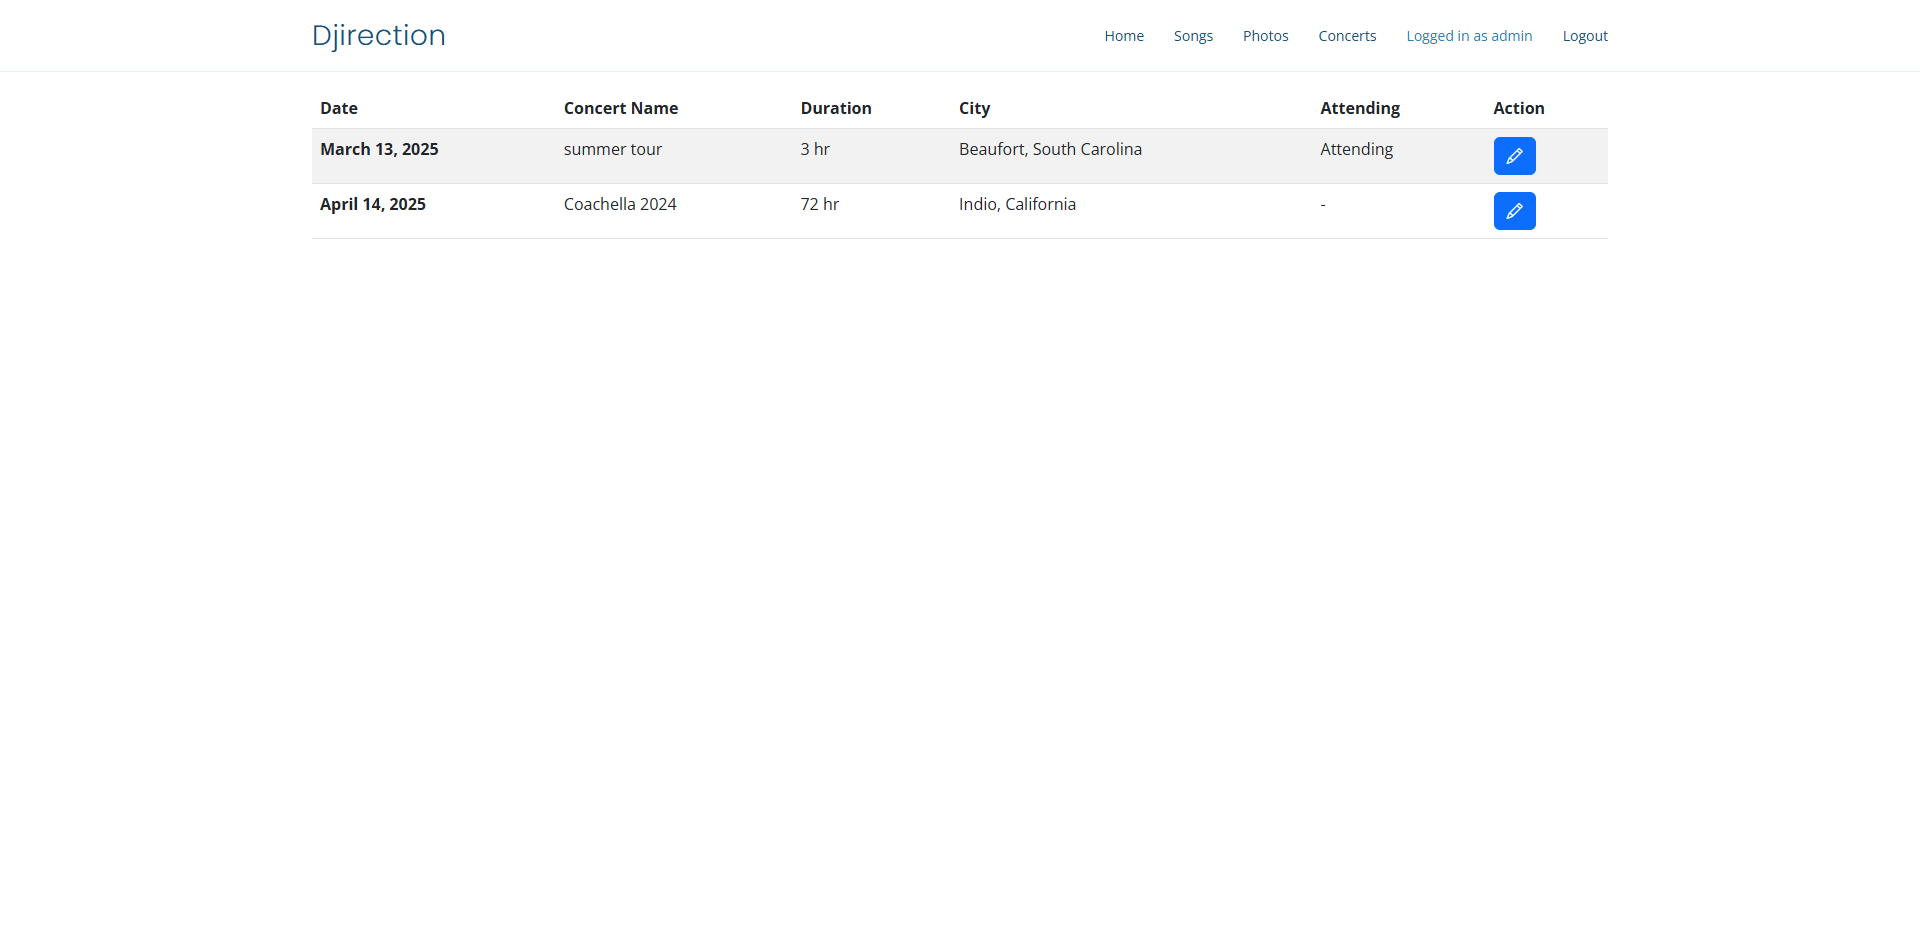 Djirection Home Songs Photos Concerts Logged in as admin Logout
Date Concert Name Duration City Attending Action
March 13, 2025 summer tour 3 hr Beaufort, South Carolina Attending
April 14, 2025 Coachella 2024 72 hr Indio, California -